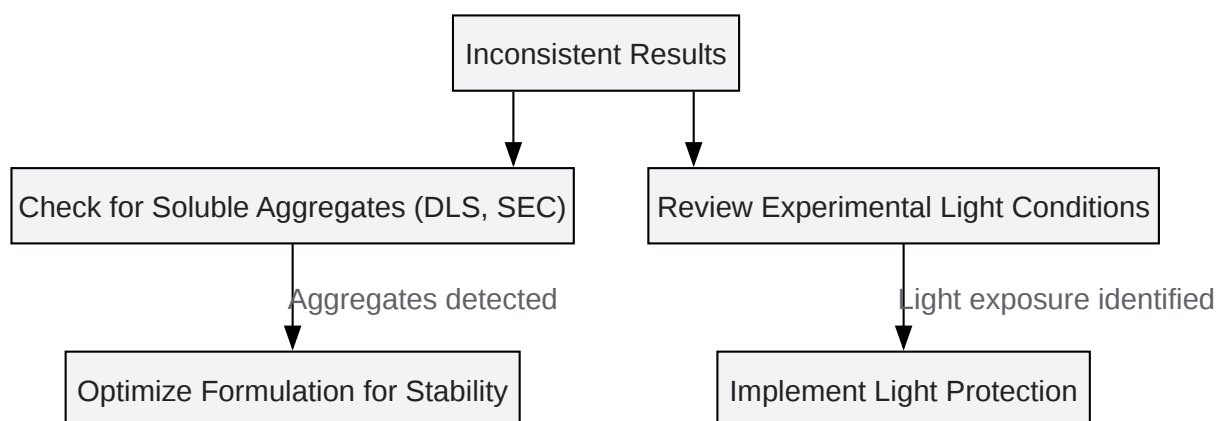 Inconsistent Results
Check for Soluble Aggregates (DLS, SEC)
Review Experimental Light Conditions
Aggregates detected
Light exposure identified
Optimize Formulation for Stability
Implement Light Protection